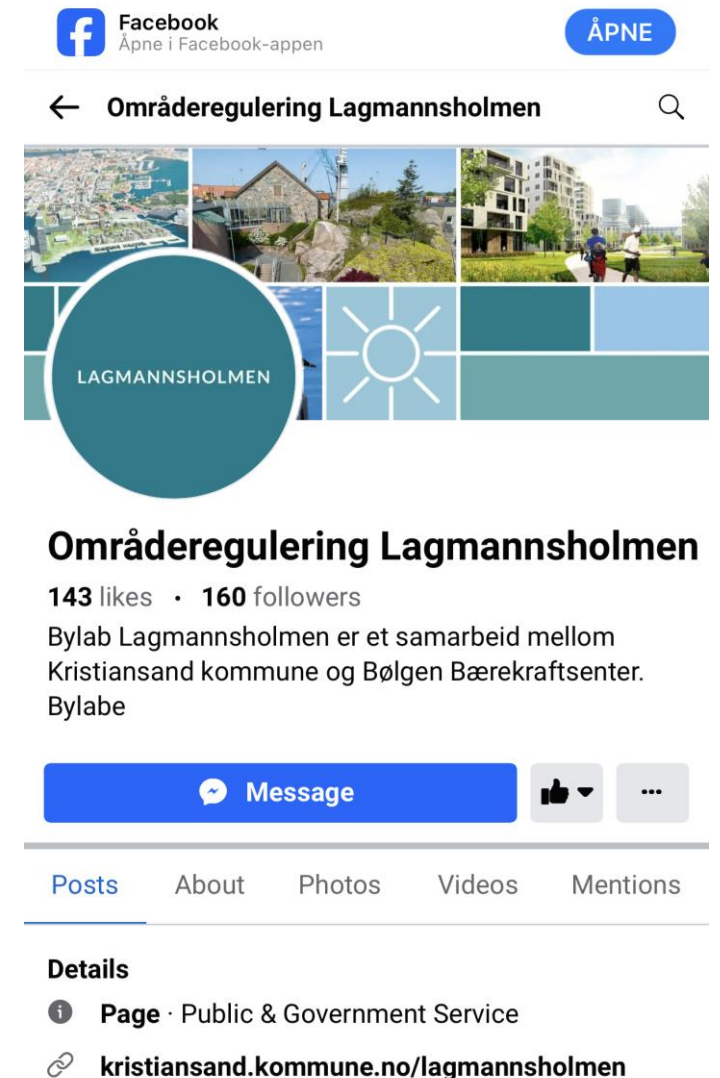 Facebook
Åpne i Facebook-appen
ÅPNE
Områderegulering Lagmannsholmen
LAGMANNSHOLMEN
Områderegulering Lagmannsholmen
143 likes · 160 followers
Bylab Lagmannsholmen er et samarbeid mellom
Kristiansand kommune og Bølgen Bærekraftsenter.
Bylabe
Message
Posts About Photos Videos Mentions
Details
Page · Public & Government Service
kristiansand.kommune.no/lagmannsholmen